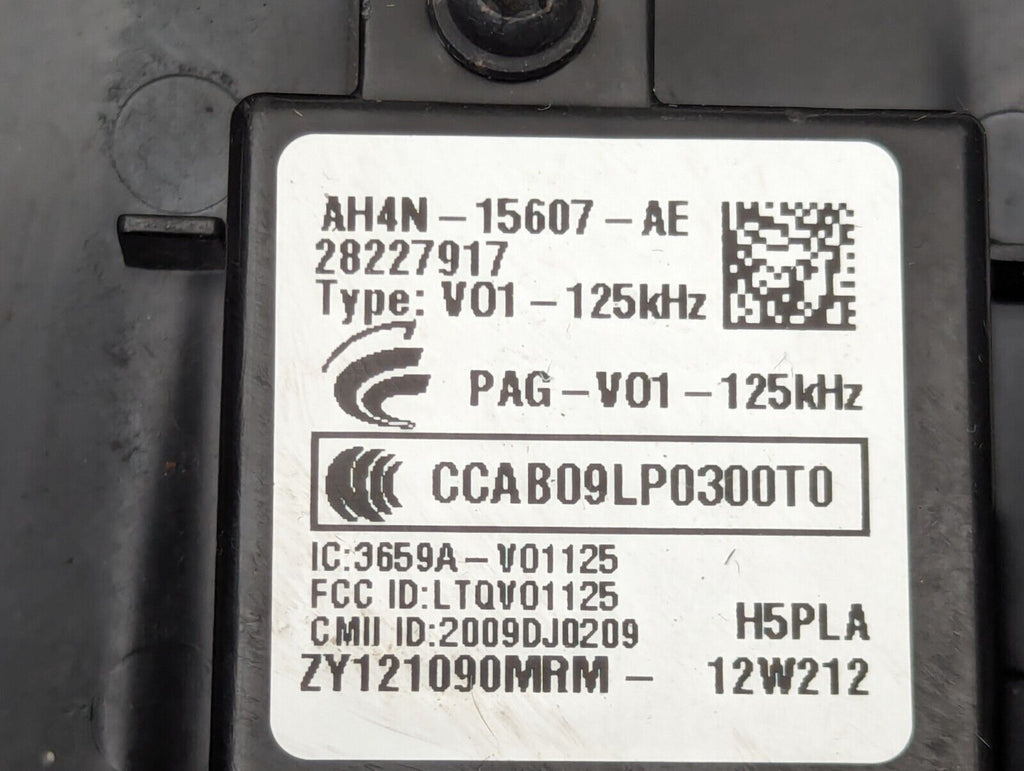 AH4N-15607-AE
28227917
Type: V01-125kHz
PAG-V01-125kHz
CCAB09LP0300T0
IC:3659A-V01125
FCC ID:LTQV01125
CMII ID:2009DJ0209
H5PLA
ZY121090MRM- 12W212